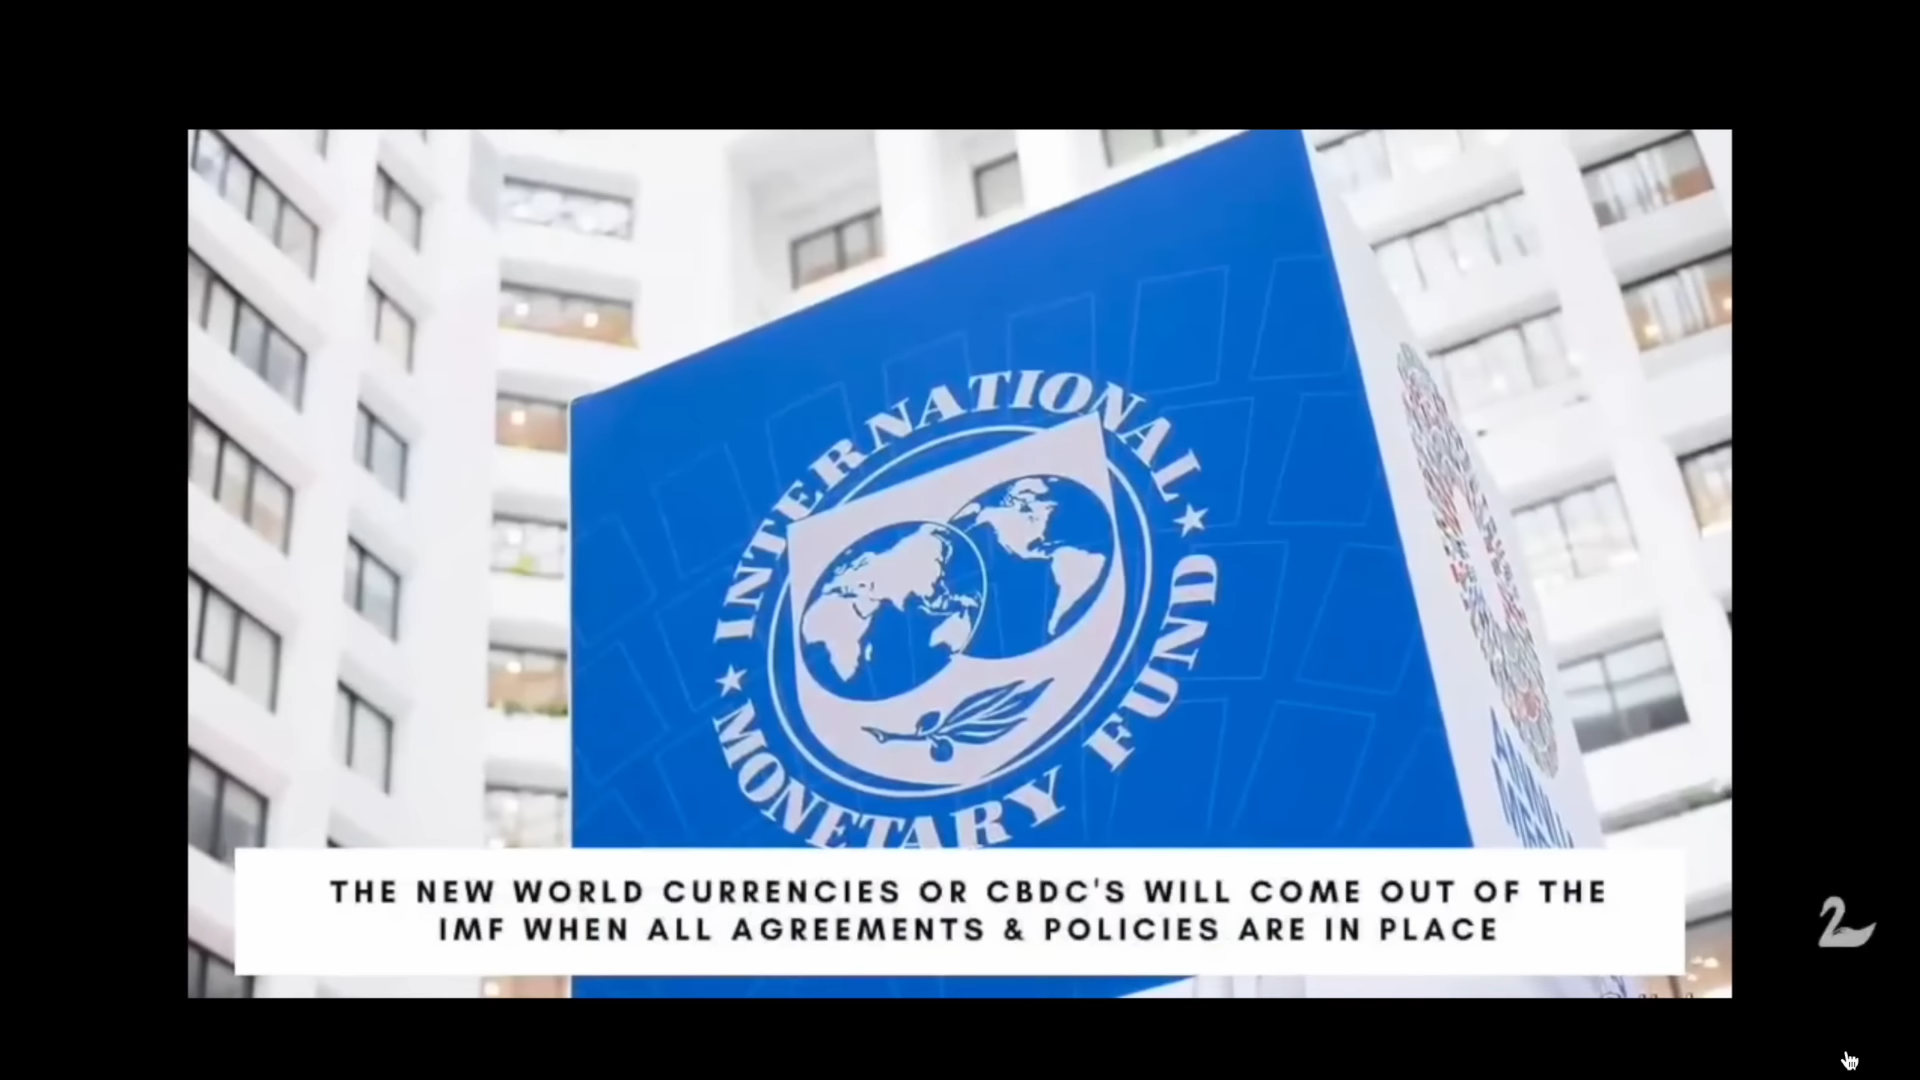 INTERNATIONAL
MONETARY FUND
THE NEW WORLD CURRENCIES OR CBDC'S WILL COME OUT OF THE
IMF WHEN ALL AGREEMENTS & POLICIES ARE IN PLACE
2